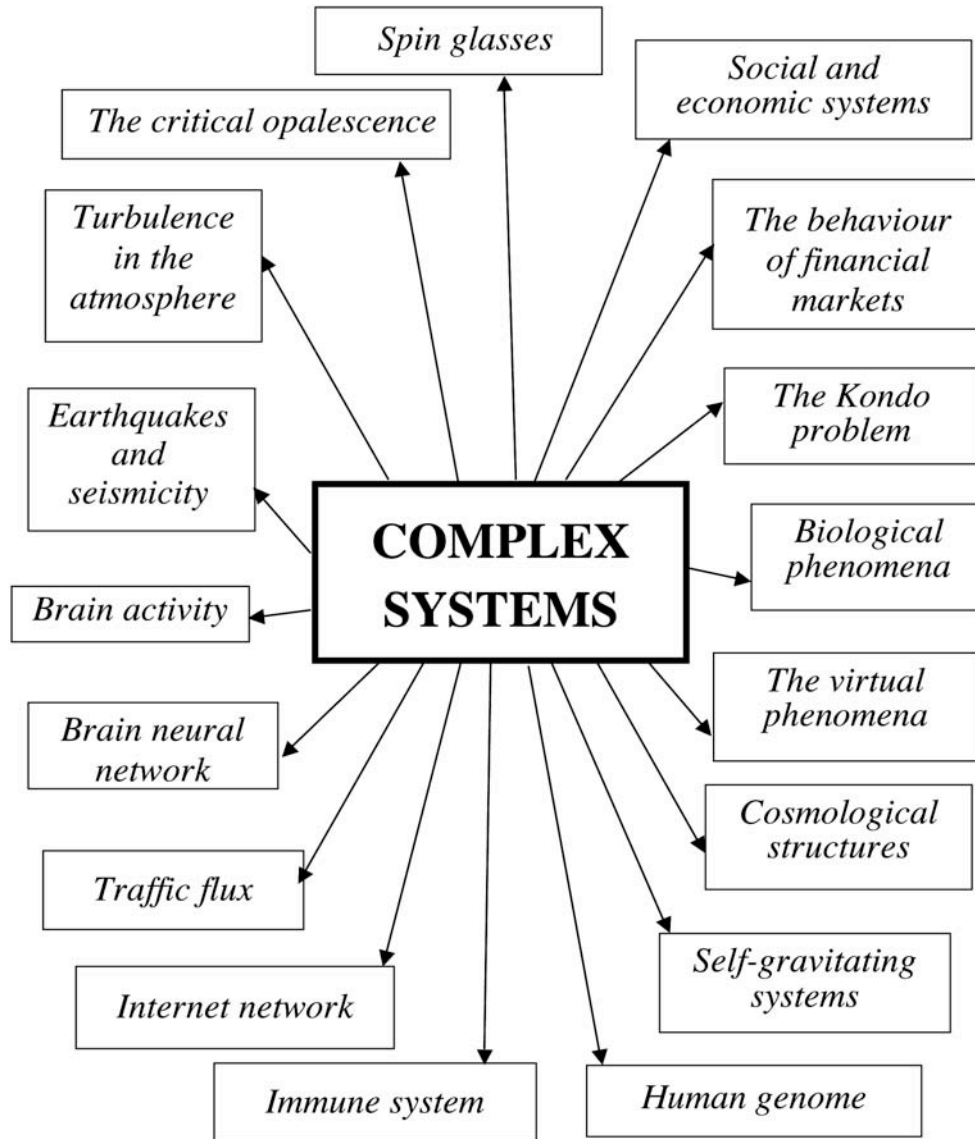 Spin glasses
Social and
economic systems
The critical opalescence
Turbulence
in the
atmosphere
The behaviour
of financial
markets
The Kondo
problem
Earthquakes
and
seismicity
COMPLEX
SYSTEMS
Biological
phenomena
Brain activity
The virtual
phenomena
Brain neural
network
Cosmological
structures
Traffic flux
Self-gravitating
systems
Internet network
Immune system
Human genome